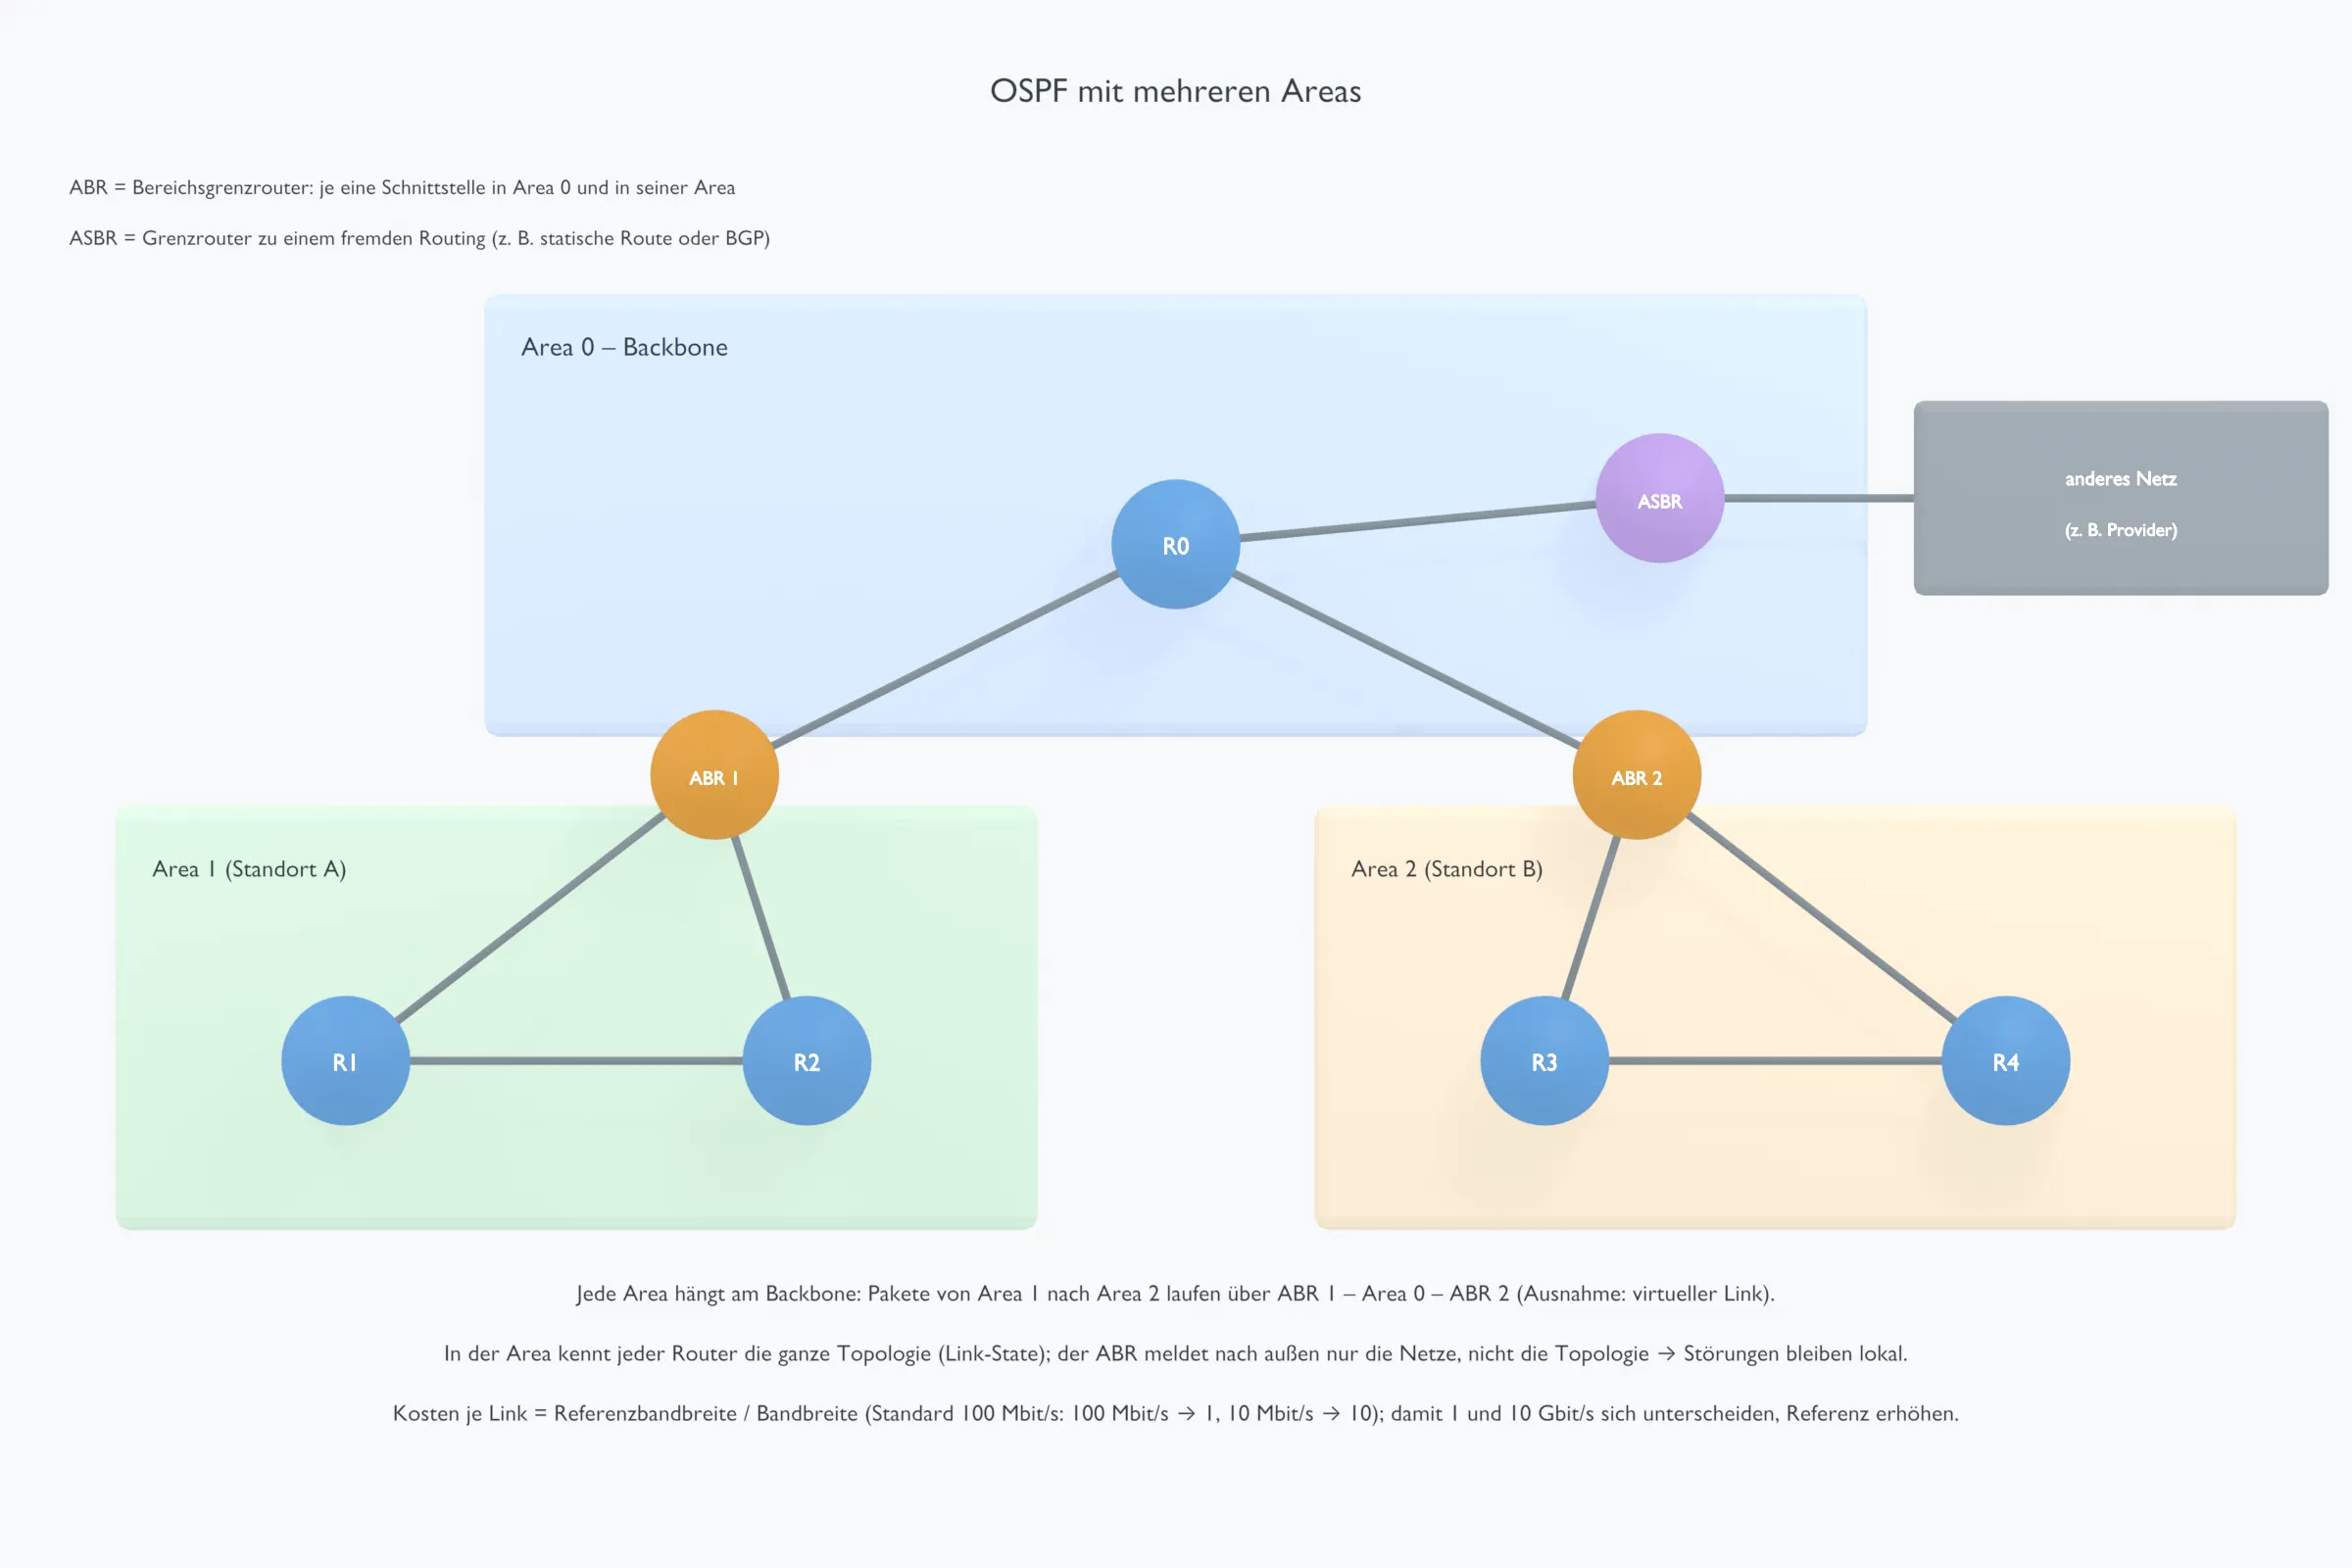 OSPF mit mehreren Areas
ABR = Bereichsgrenzrouter: je eine Schnittstelle in Area 0 und in seiner Area
ASBR = Grenzrouter zu einem fremden Routing (z. B. statische Route oder BGP)
Area 0 – Backbone
anderes Netz
(z. B. Provider)
ASBR
R0
ABR 1
ABR 2
Area 1 (Standort A)
Area 2 (Standort B)
R1
R2
R3
R4
Jede Area hängt am Backbone: Pakete von Area 1 nach Area 2 laufen über ABR 1 – Area 0 – ABR 2 (Ausnahme: virtueller Link).
In der Area kennt jeder Router die ganze Topologie (Link-State); der ABR meldet nach außen nur die Netze, nicht die Topologie → Störungen bleiben lokal.
Kosten je Link = Referenzbandbreite / Bandbreite (Standard 100 Mbit/s: 100 Mbit/s → 1, 10 Mbit/s → 10); damit 1 und 10 Gbit/s sich unterscheiden, Referenz erhöhen.